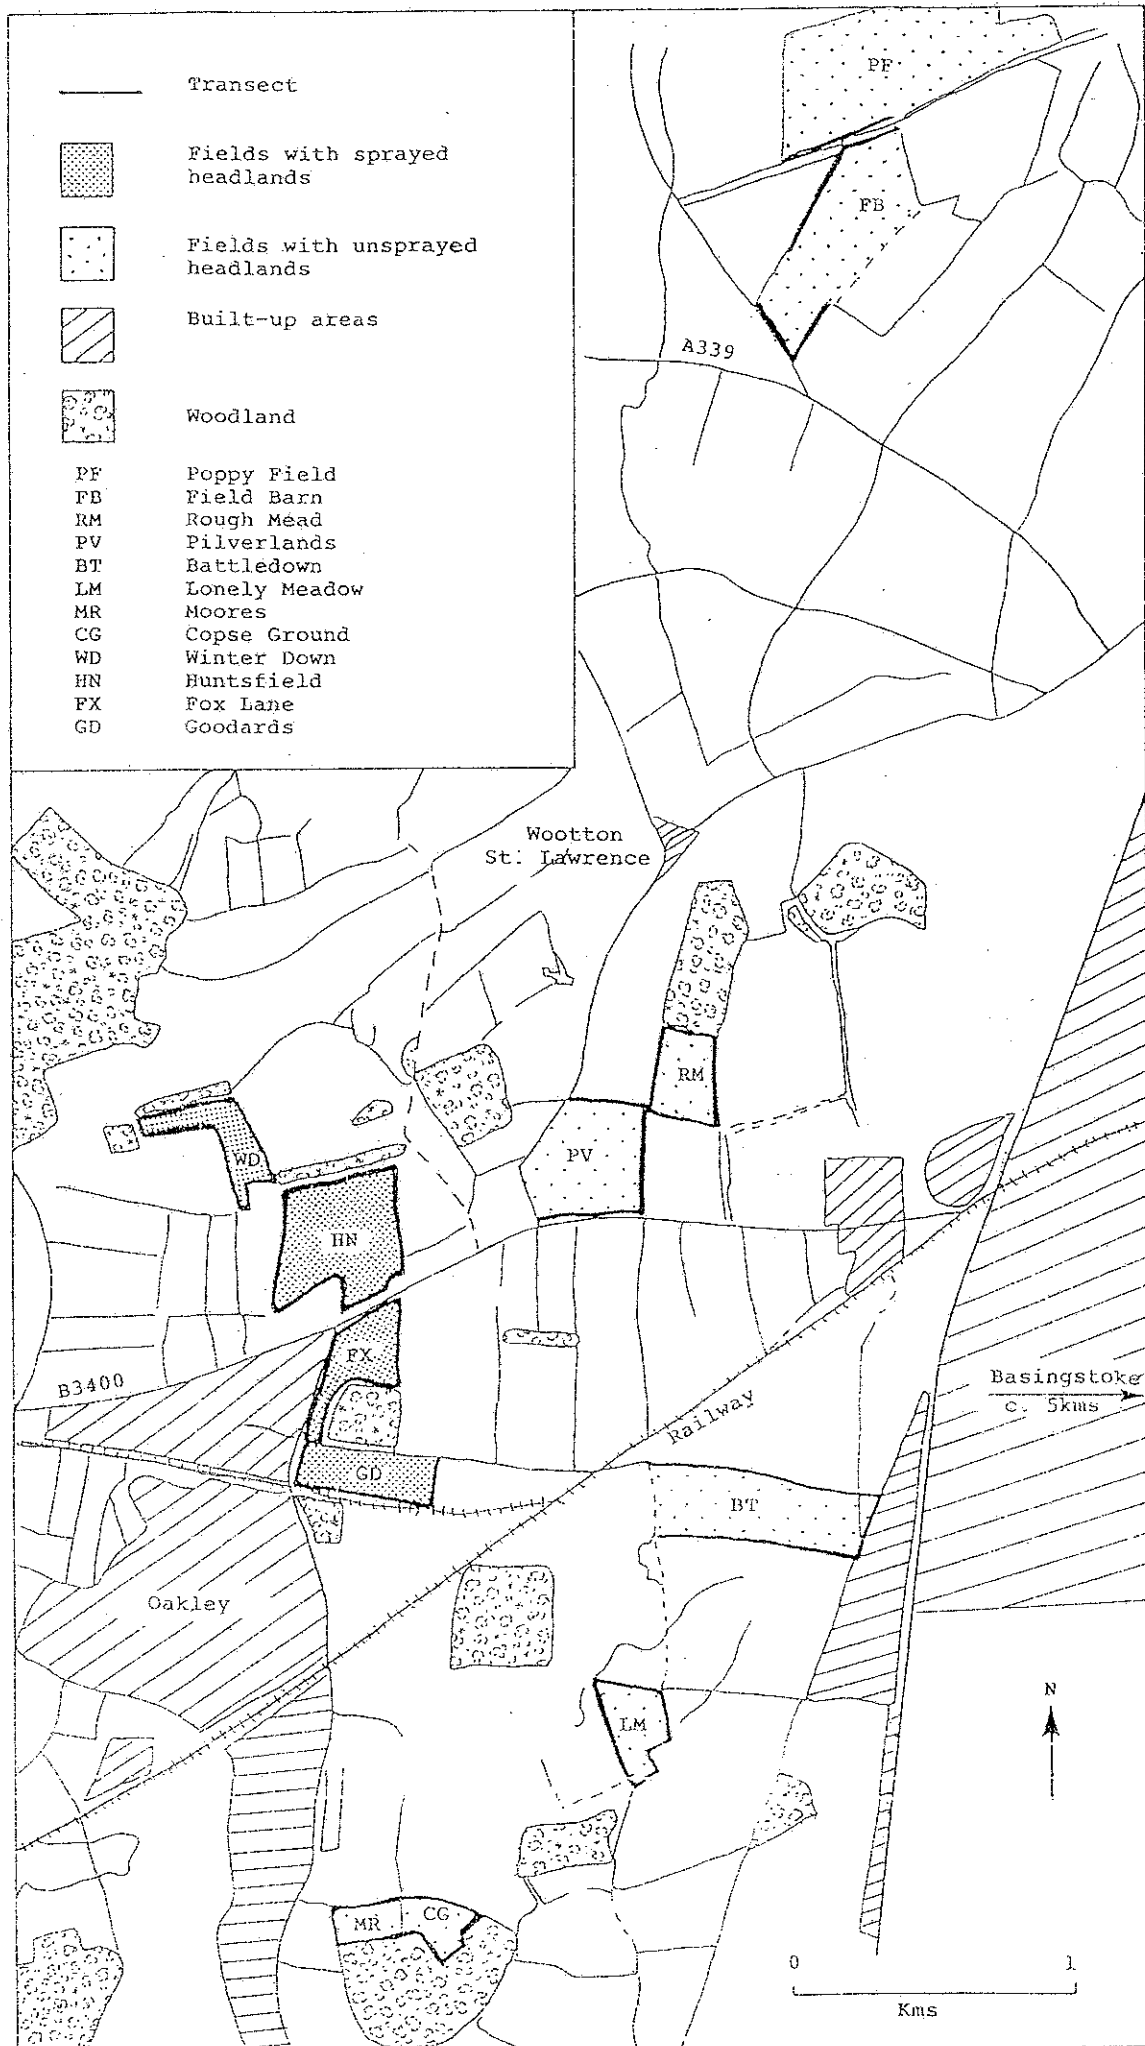 Transect
Fields with sprayed
headlands
Fields with unsprayed
headlands
Built-up areas
Woodland
PF Poppy Field
FB Field Barn
RM Rough Mead
PV Pilverlands
BT Battledown
LM Lonely Meadow
MR Moores
CG Copse Ground
WD Winter Down
HN Huntsfield
FX Fox Lane
GD Goodards
PF
FB
A339
Wootton
St. Lawrence
RM
PV
WD
HN
FX
B3400
Basingstoke
c. 5kms
Railway
GD
BT
Oakley
LM
N
MR
CG
0 1
Kms